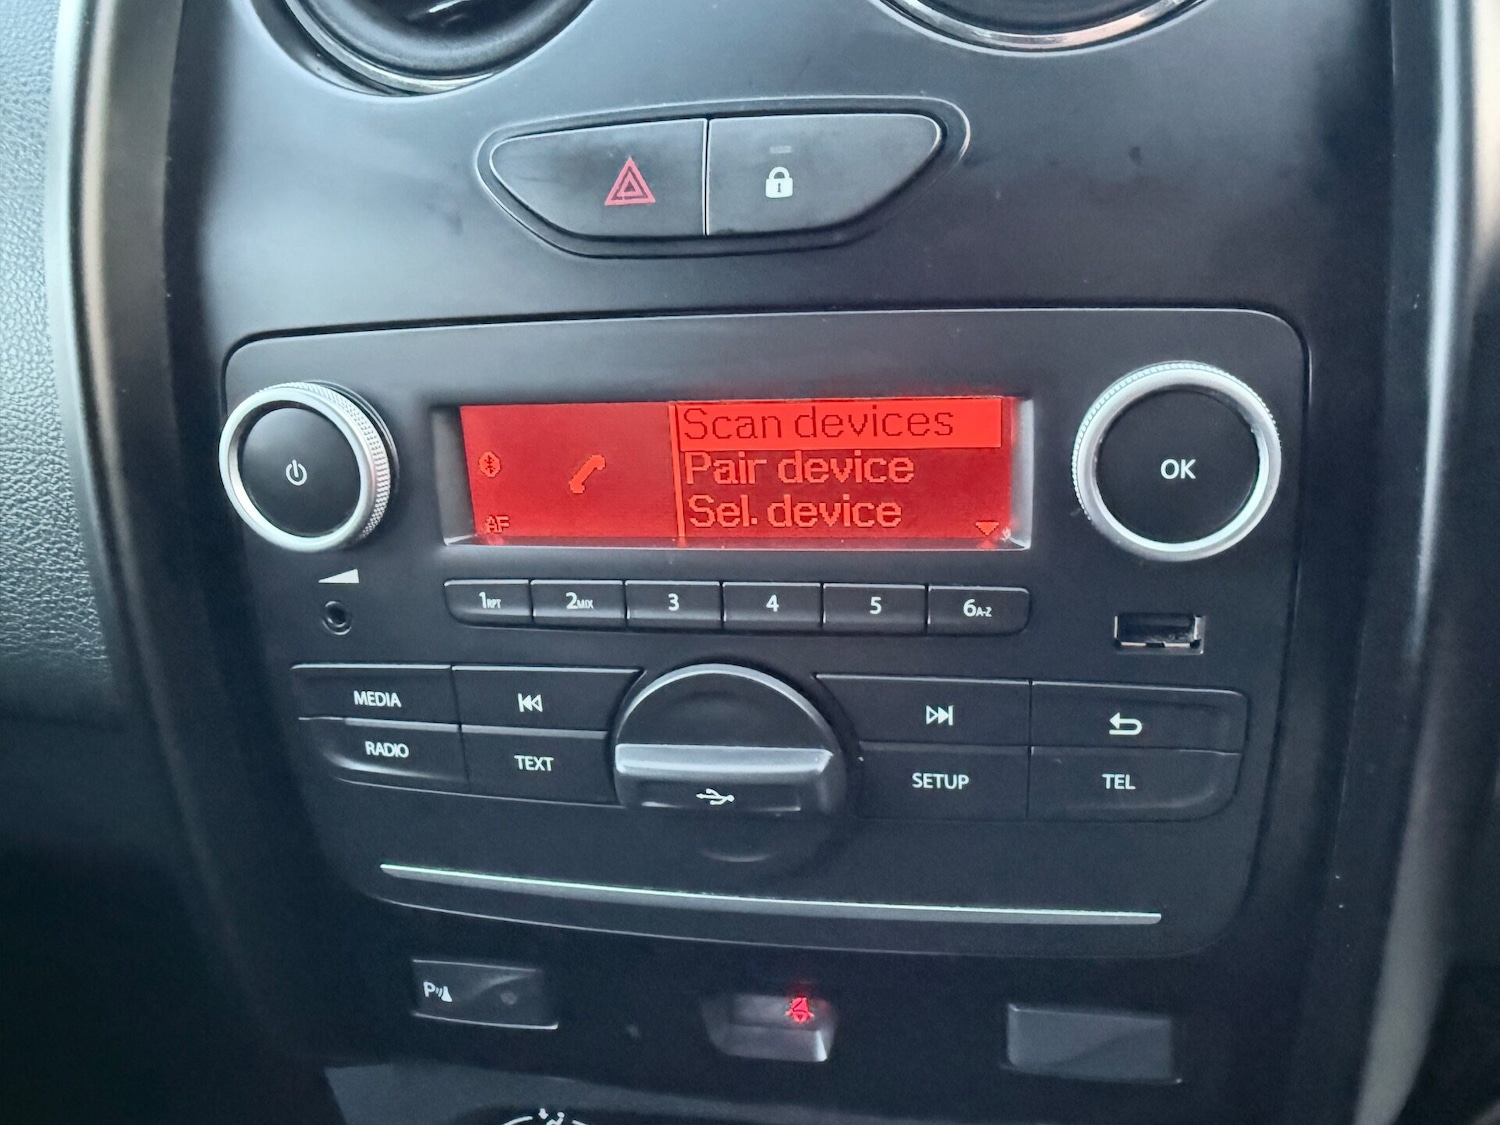 Scan devices
Pair device
Sel. device
AF
OK
1RPT
2MIX
3
4
5
6A-Z
MEDIA
RADIO
TEXT
SETUP
TEL
P